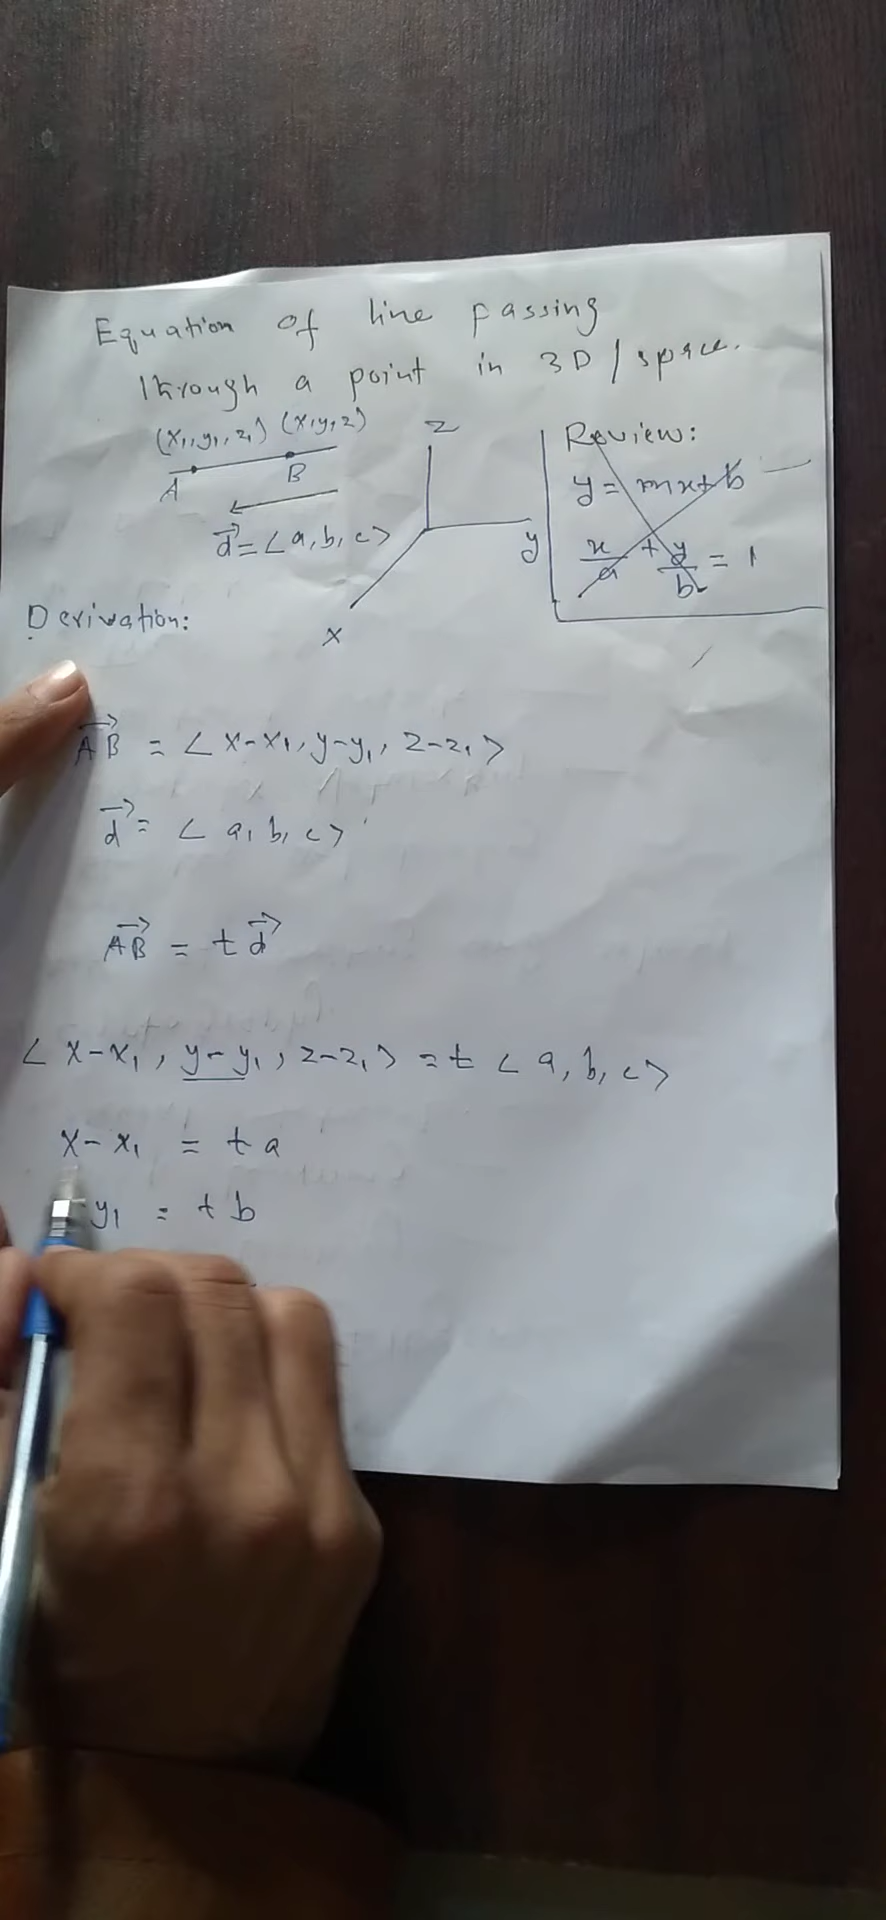 Equation of line passing
through a point in 3D / space.
(x₁, y₁, z₁) (x, y, z)
A B
d⃗ = < a, b, c >
z
y
x
Review:
y = mx + b
x/a + y/b = 1
Derivation:
AB⃗ = < x-x₁, y-y₁, z-z₁ >
d⃗ = < a, b, c >
AB⃗ = t d⃗
< x-x₁, y-y₁, z-z₁ > = t < a, b, c >
x - x₁ = t a
- y₁ = t b